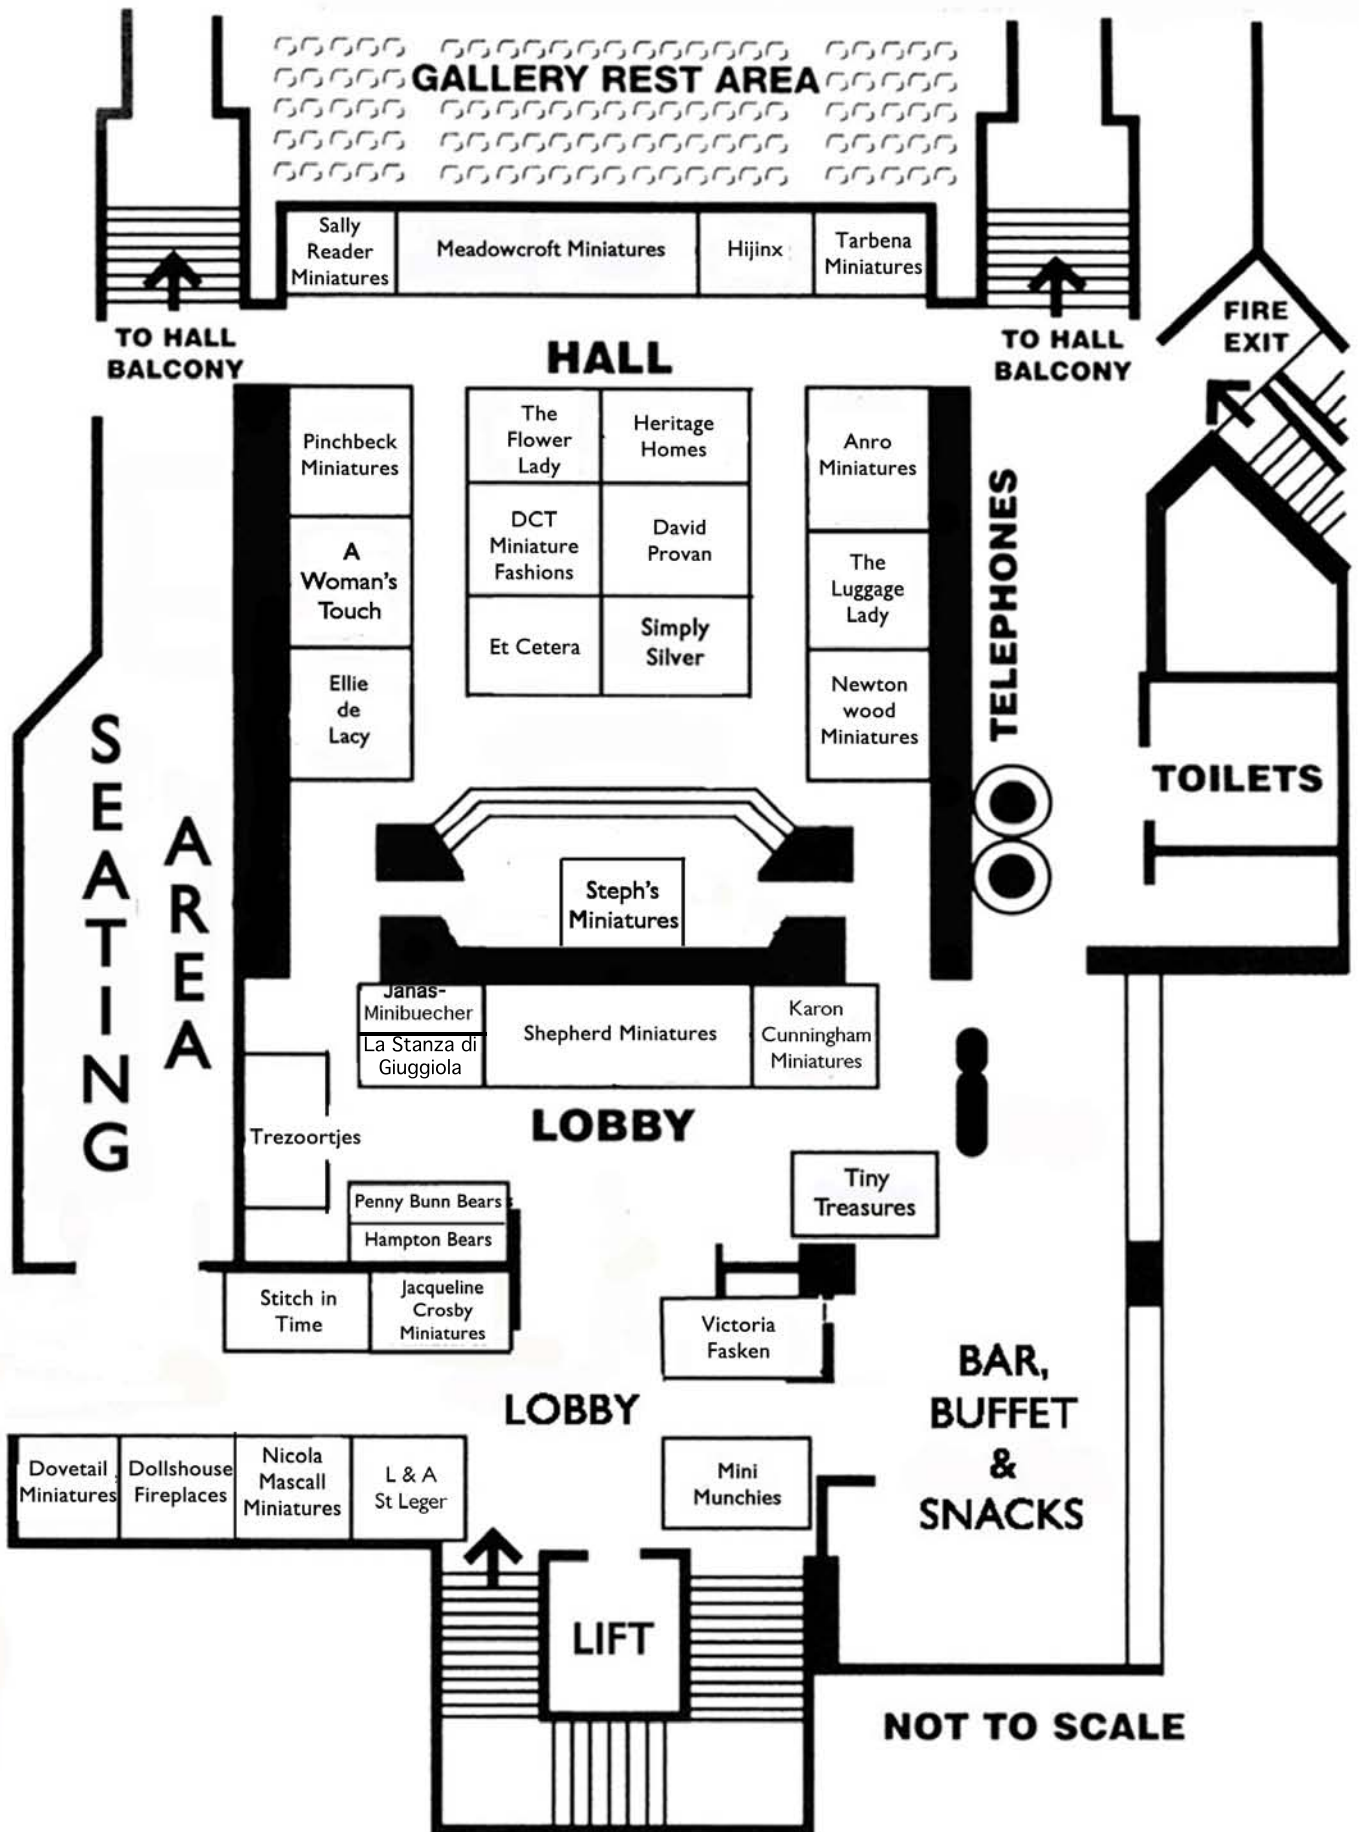 GALLERY REST AREA
Sally
Reader
Miniatures
Meadowcroft Miniatures
Hijinx
Tarbena
Miniatures
TO HALL
BALCONY
HALL
TO HALL
BALCONY
FIRE
EXIT
Pinchbeck
Miniatures
The
Flower
Lady
Heritage
Homes
Anro
Miniatures
A
Woman's
Touch
DCT
Miniature
Fashions
David
Provan
The
Luggage
Lady
Ellie
de
Lacy
Et Cetera
Simply
Silver
Newton
wood
Miniatures
TELEPHONES
TOILETS
SEATING
AREA
Steph's
Miniatures
Janas-
Minibuecher
La Stanza di
Giuggiola
Shepherd Miniatures
Karon
Cunningham
Miniatures
LOBBY
Trezoortjes
Penny Bunn Bears
Hampton Bears
Tiny
Treasures
Stitch in
Time
Jacqueline
Crosby
Miniatures
Victoria
Fasken
LOBBY
BAR,
BUFFET
&
SNACKS
Dovetail
Miniatures
Dollshouse
Fireplaces
Nicola
Mascall
Miniatures
L & A
St Leger
Mini
Munchies
LIFT
NOT TO SCALE